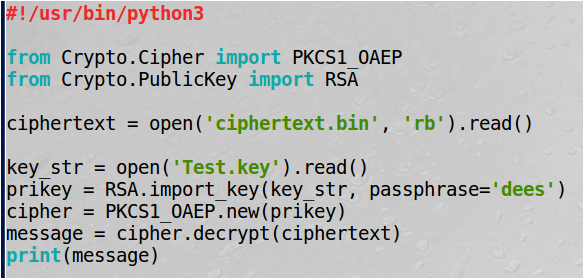 #!/usr/bin/python3
from Crypto.Cipher import PKCS1_OAEP
from Crypto.PublicKey import RSA
ciphertext = open('ciphertext.bin', 'rb').read()
key_str = open('Test.key').read()
prikey = RSA.import_key(key_str, passphrase='dees')
cipher = PKCS1_OAEP.new(prikey)
message = cipher.decrypt(ciphertext)
print(message)